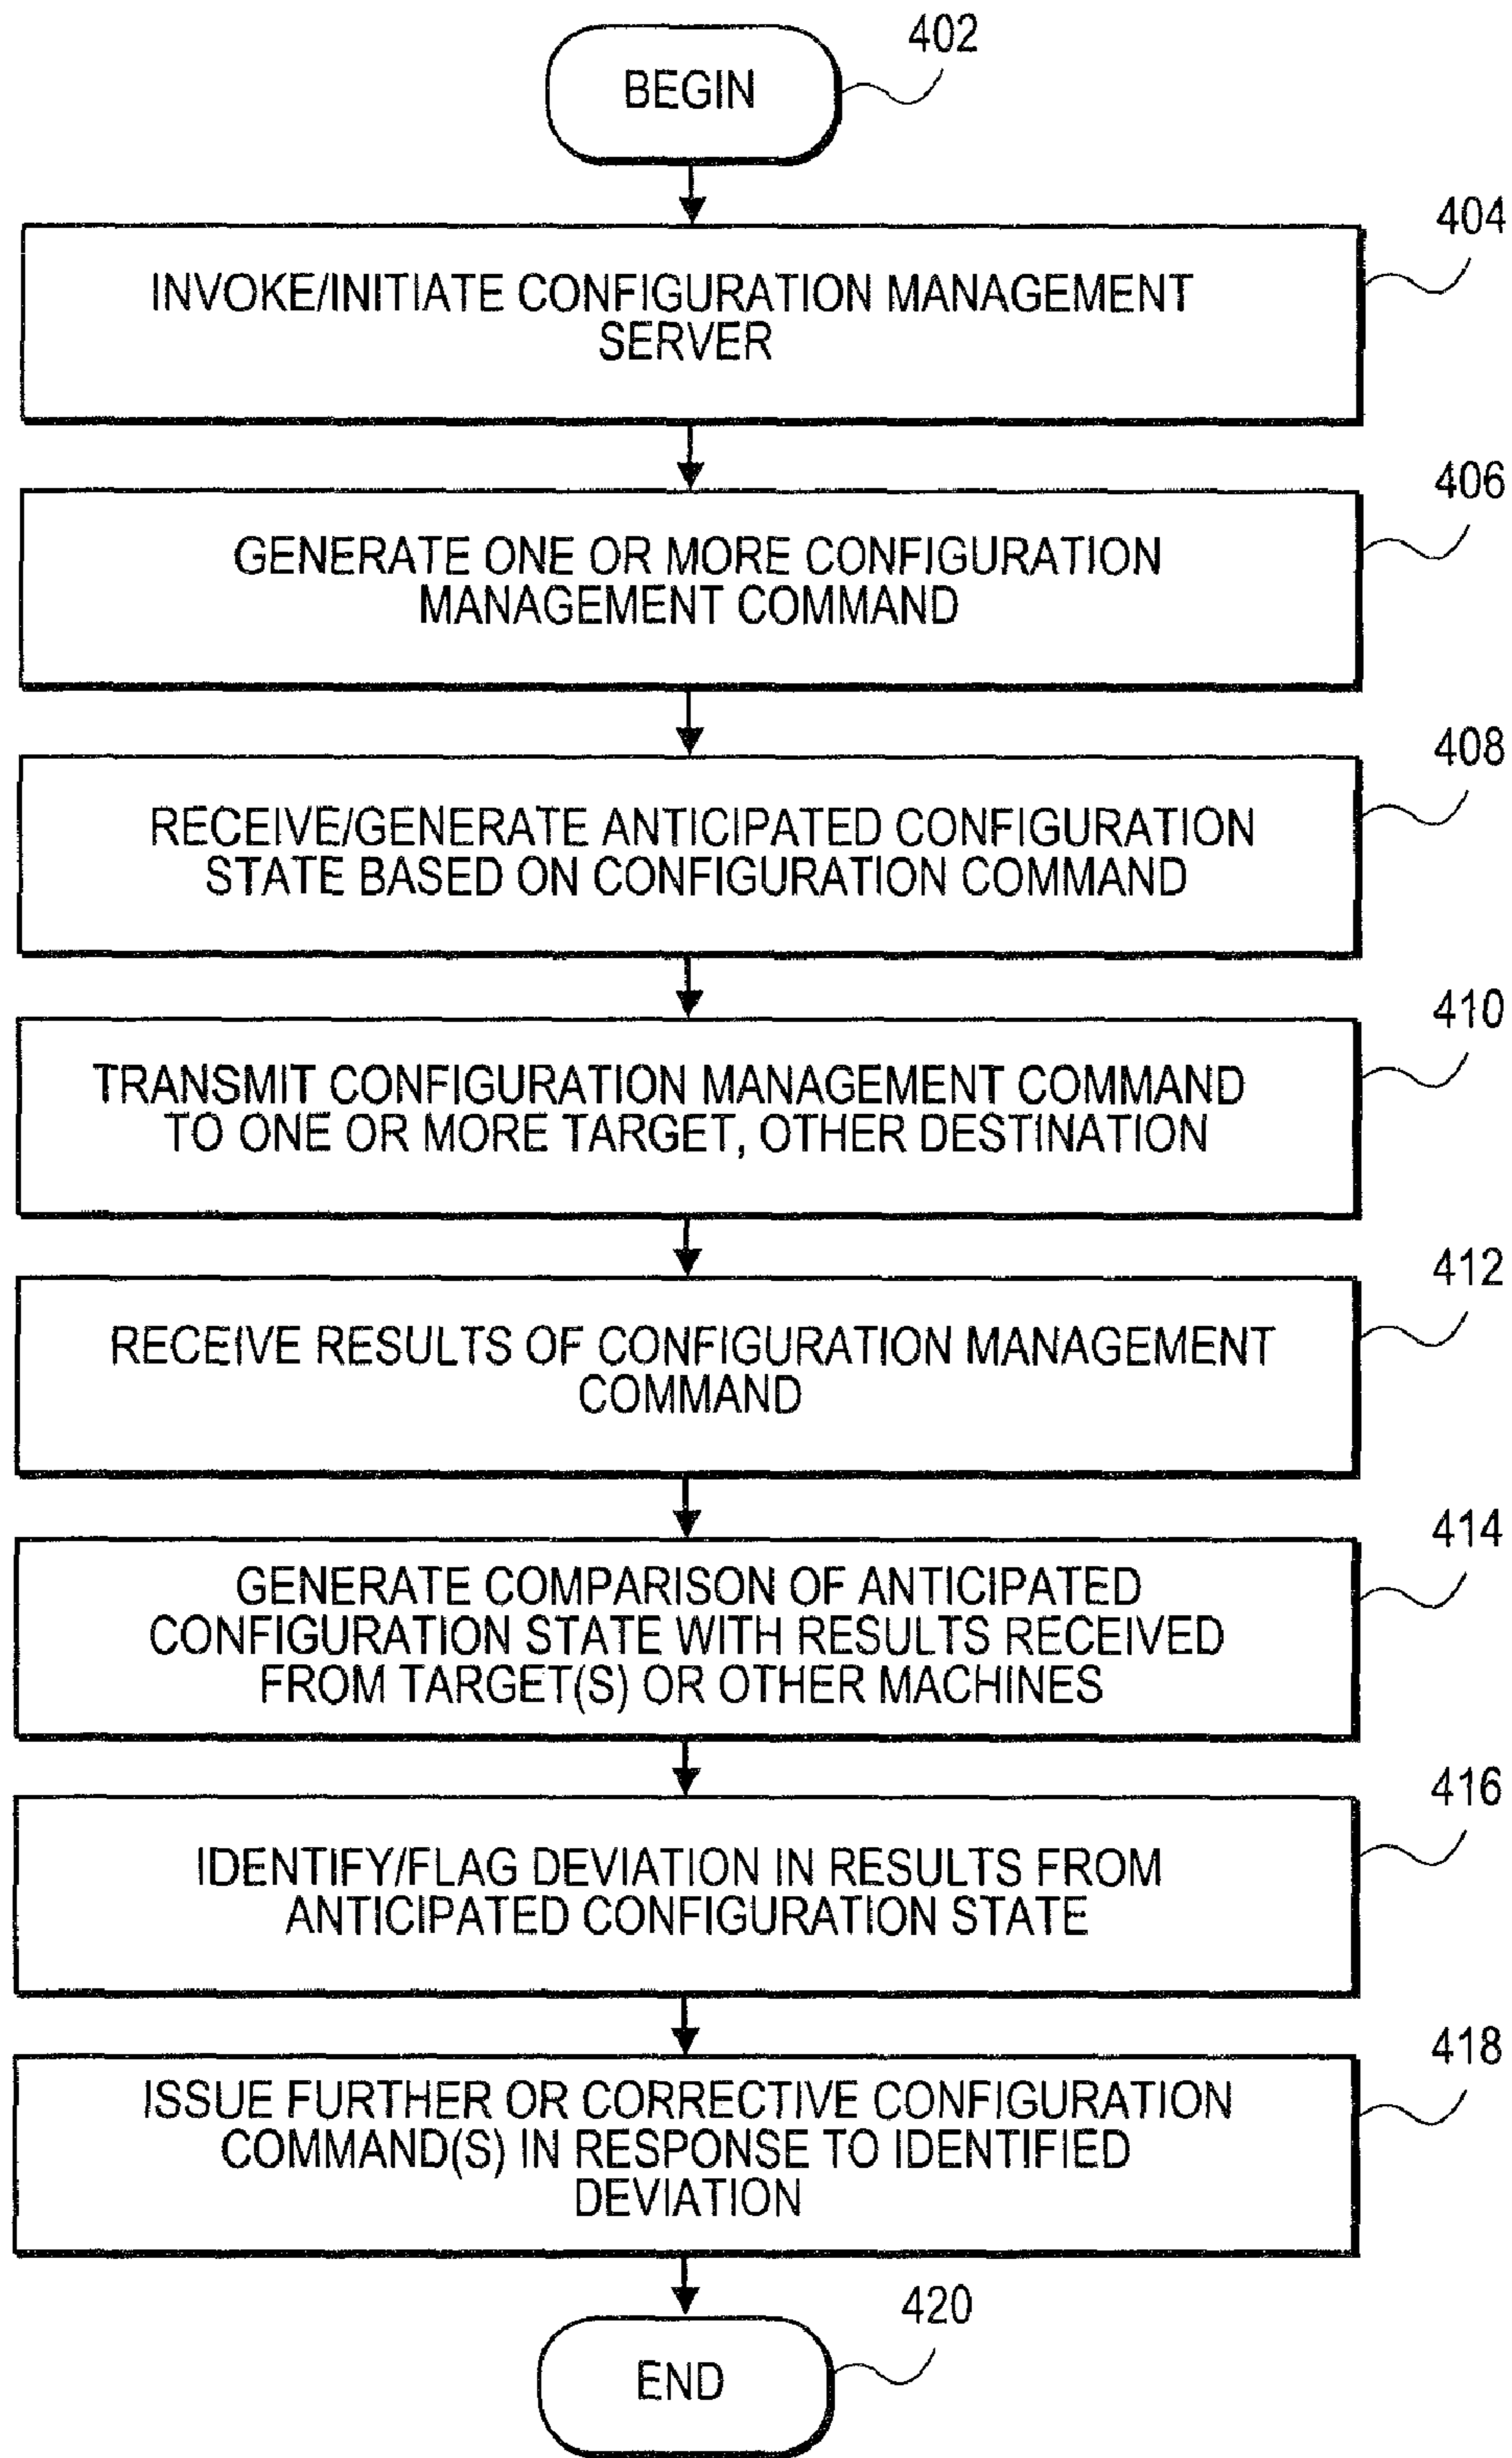 402
BEGIN
404
INVOKE/INITIATE CONFIGURATION MANAGEMENT
SERVER
406
GENERATE ONE OR MORE CONFIGURATION
MANAGEMENT COMMAND
408
RECEIVE/GENERATE ANTICIPATED CONFIGURATION
STATE BASED ON CONFIGURATION COMMAND
410
TRANSMIT CONFIGURATION MANAGEMENT COMMAND
TO ONE OR MORE TARGET, OTHER DESTINATION
412
RECEIVE RESULTS OF CONFIGURATION MANAGEMENT
COMMAND
414
GENERATE COMPARISON OF ANTICIPATED
CONFIGURATION STATE WITH RESULTS RECEIVED
FROM TARGET(S) OR OTHER MACHINES
416
IDENTIFY/FLAG DEVIATION IN RESULTS FROM
ANTICIPATED CONFIGURATION STATE
418
ISSUE FURTHER OR CORRECTIVE CONFIGURATION
COMMAND(S) IN RESPONSE TO IDENTIFIED
DEVIATION
420
END